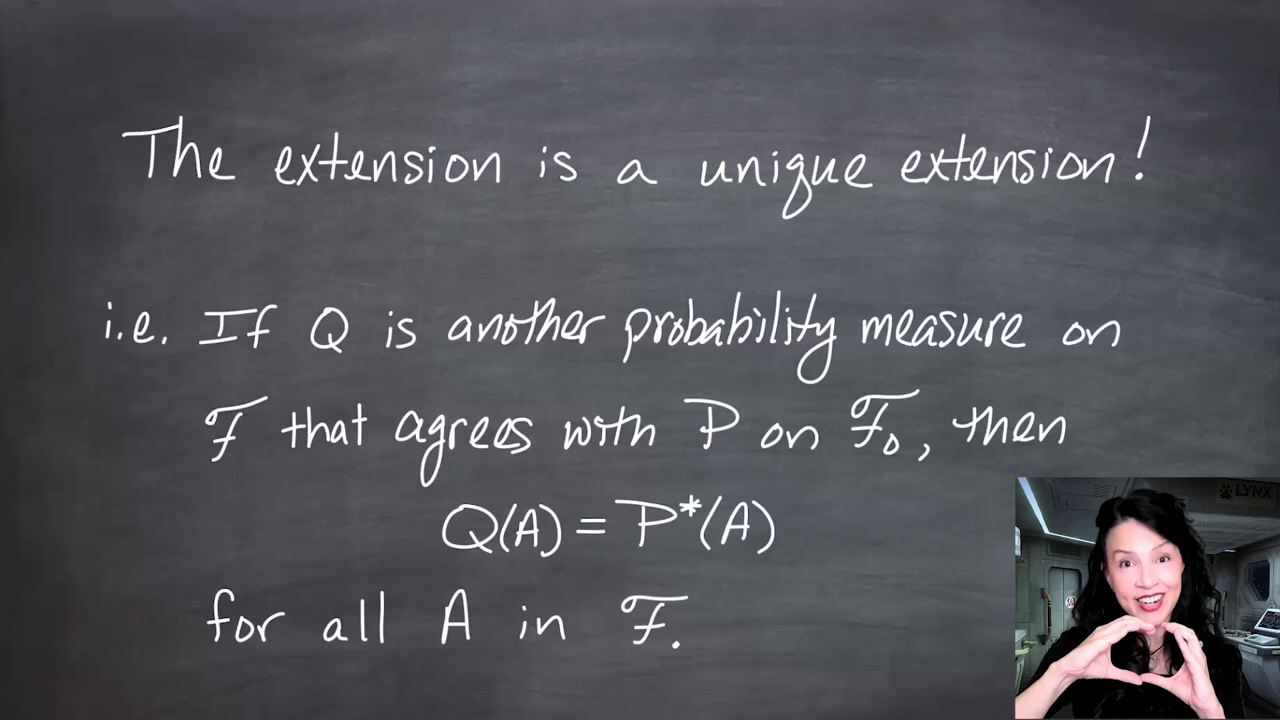 The extension is a unique extension!
i.e. If Q is another probability measure on
ℱ that agrees with P on ℱ₀, then
Q(A) = P*(A)
for all A in ℱ.
LYNX